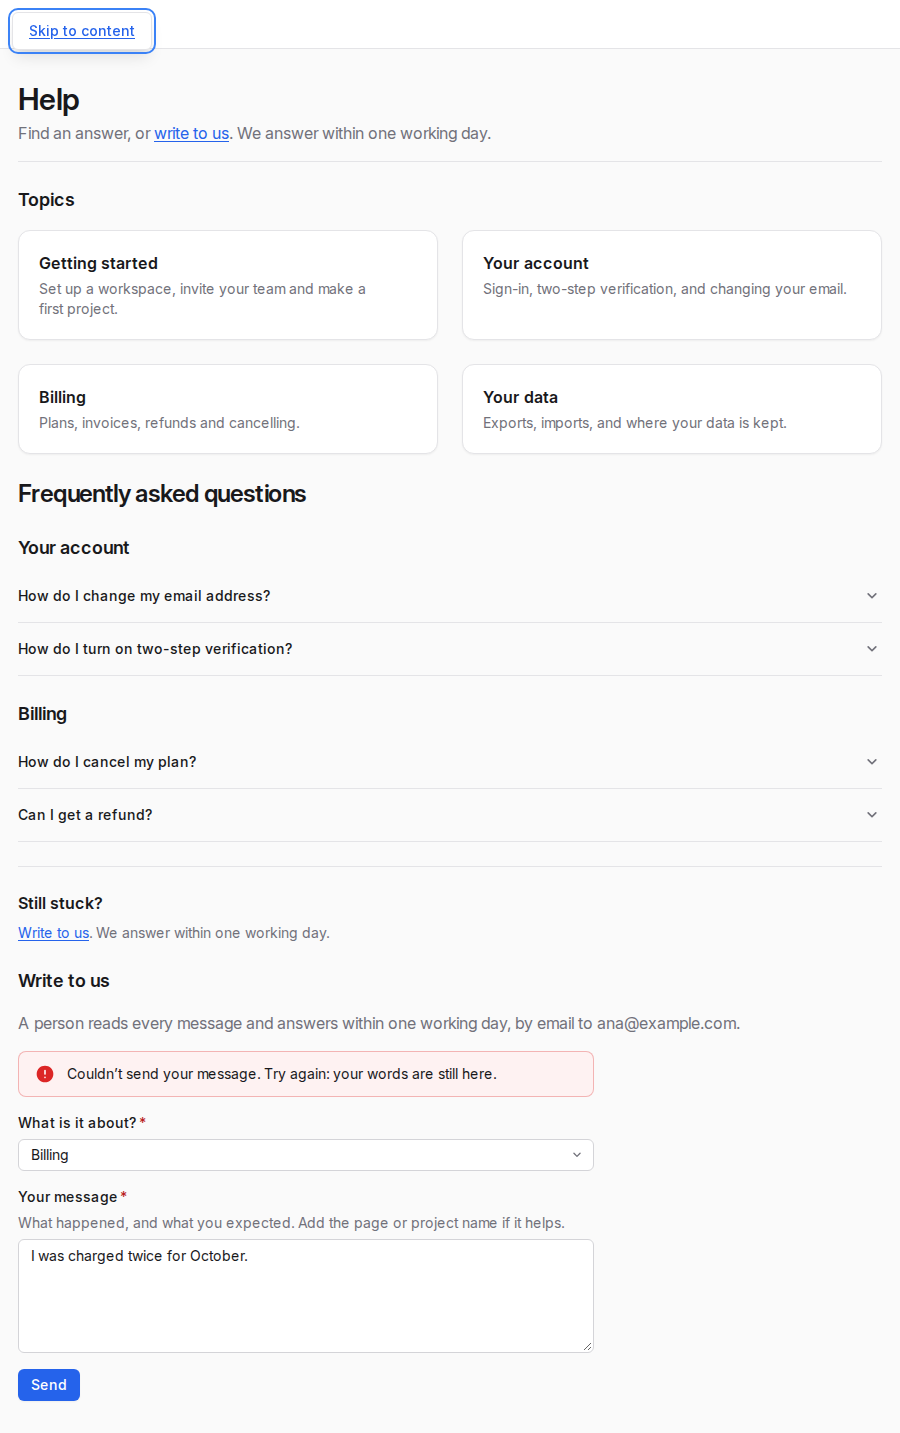 Skip to content
Help
Find an answer, or write to us. We answer within one working day.
Topics
Getting started
Set up a workspace, invite your team and make a
first project.
Your account
Sign-in, two-step verification, and changing your email.
Billing
Plans, invoices, refunds and cancelling.
Your data
Exports, imports, and where your data is kept.
Frequently asked questions
Your account
How do I change my email address?
How do I turn on two-step verification?
Billing
How do I cancel my plan?
Can I get a refund?
Still stuck?
Write to us. We answer within one working day.
Write to us
A person reads every message and answers within one working day, by email to ana@example.com.
Couldn’t send your message. Try again: your words are still here.
What is it about? *
Billing
Your message *
What happened, and what you expected. Add the page or project name if it helps.
I was charged twice for October.
Send